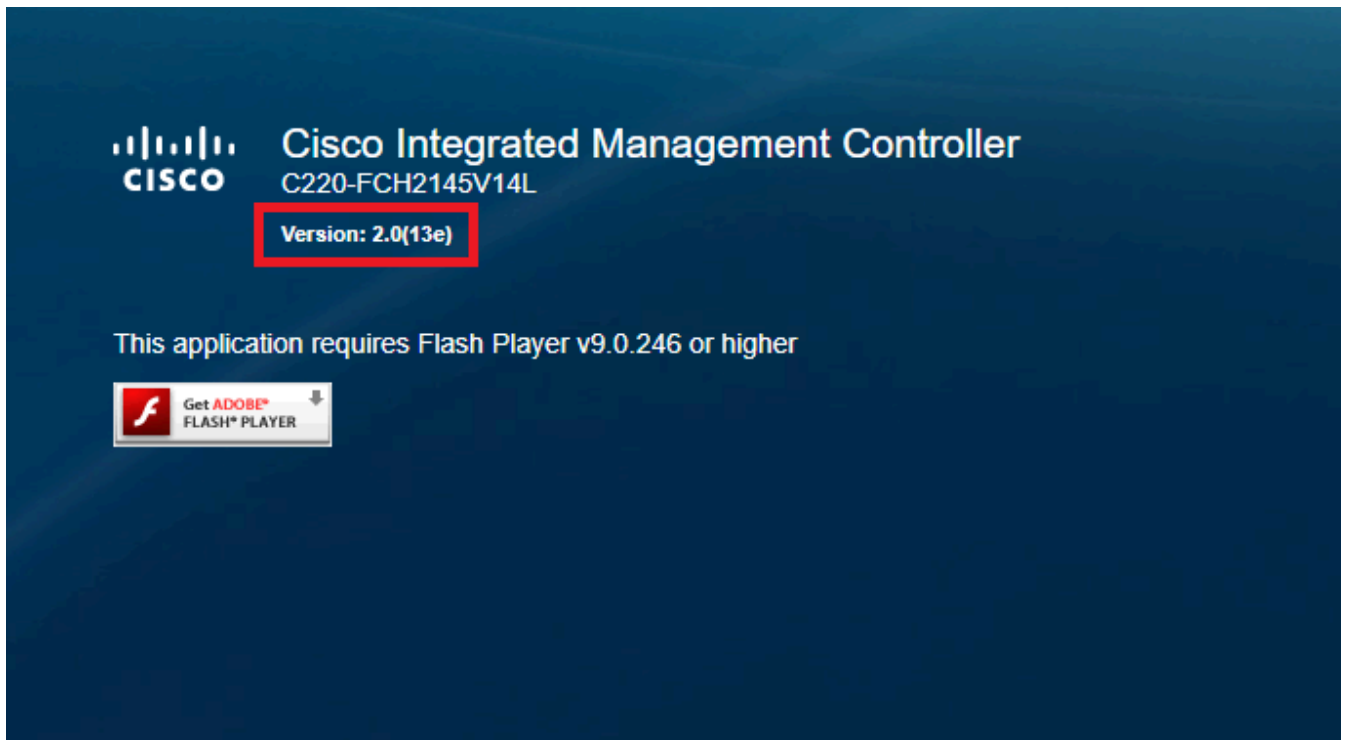 CISCO
Cisco Integrated Management Controller
C220-FCH2145V14L
Version: 2.0(13e)
This application requires Flash Player v9.0.246 or higher
Get ADOBE®
FLASH® PLAYER